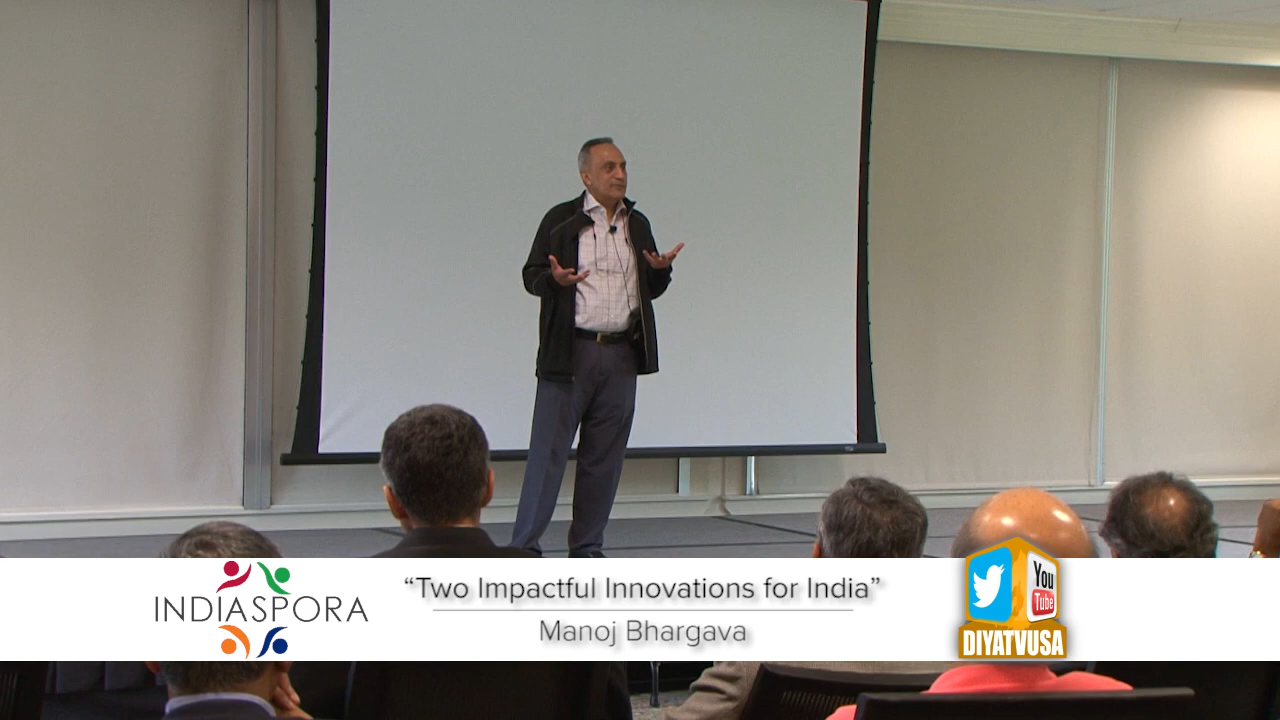 INDIASPORA
“Two Impactful Innovations for India”
Manoj Bhargava
You
Tube
DIYATVUSA